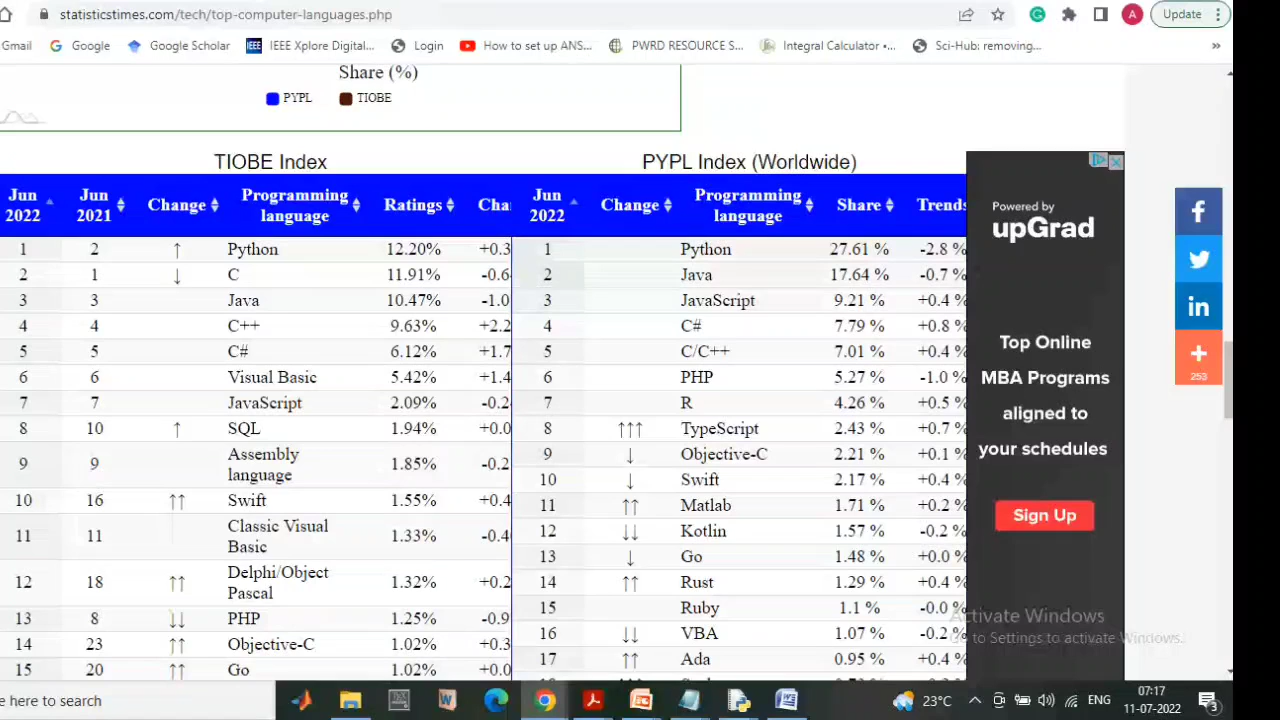 statisticstimes.com/tech/top-computer-languages.php
A
Update
Gmail Google Google Scholar IEEE IEEE Xplore Digital... Login How to set up ANS... PWRD RESOURCE S... Integral Calculator •... Sci-Hub: removing... »
Share (%)
PYPL TIOBE
TIOBE Index
Jun 2022 Jun 2021 Change Programming language Ratings Cha
1 2 ↑ Python 12.20% +0.3
2 1 ↓ C 11.91% -0.6
3 3 Java 10.47% -1.0
4 4 C++ 9.63% +2.2
5 5 C# 6.12% +1.7
6 6 Visual Basic 5.42% +1.4
7 7 JavaScript 2.09% -0.2
8 10 ↑ SQL 1.94% +0.0
9 9 Assembly language 1.85% -0.2
10 16 ↑↑ Swift 1.55% +0.4
11 11 Classic Visual Basic 1.33% -0.4
12 18 ↑↑ Delphi/Object Pascal 1.32% +0.2
13 8 ↓↓ PHP 1.25% -0.9
14 23 ↑↑ Objective-C 1.02% +0.3
15 20 ↑↑ Go 1.02% +0.0
PYPL Index (Worldwide)
Jun 2022 Change Programming language Share Trends
1 Python 27.61 % -2.8 %
2 Java 17.64 % -0.7 %
3 JavaScript 9.21 % +0.4 %
4 C# 7.79 % +0.8 %
5 C/C++ 7.01 % +0.4 %
6 PHP 5.27 % -1.0 %
7 R 4.26 % +0.5 %
8 ↑↑↑ TypeScript 2.43 % +0.7 %
9 ↓ Objective-C 2.21 % +0.1 %
10 ↓ Swift 2.17 % +0.4 %
11 ↑↑ Matlab 1.71 % +0.2 %
12 ↓↓ Kotlin 1.57 % -0.2 %
13 ↓ Go 1.48 % +0.0 %
14 ↑↑ Rust 1.29 % +0.4 %
15 Ruby 1.1 % -0.0 %
16 ↓↓ VBA 1.07 % -0.2 %
17 ↑↑ Ada 0.95 % +0.4 %
Powered by
upGrad
Top Online
MBA Programs
aligned to
your schedules
Sign Up
253
Activate Windows
Go to Settings to activate Windows.
e here to search
23°C
ENG
07:17
11-07-2022
3